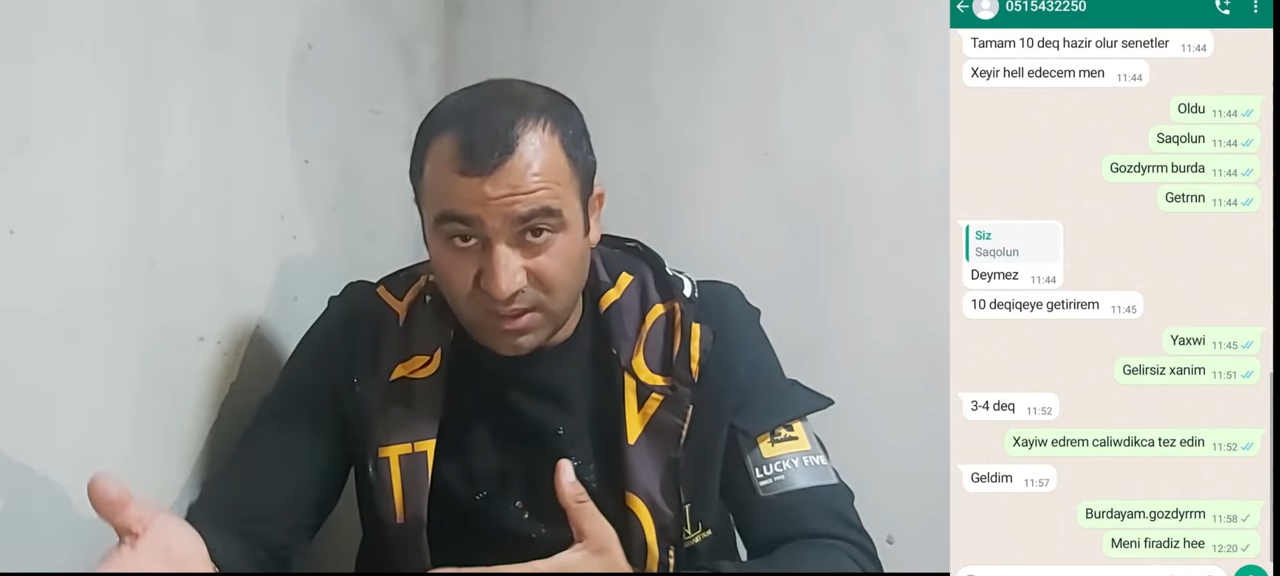 0515432250
Tamam 10 deq hazir olur senetler 11:44
Xeyir hell edecem men 11:44
Oldu 11:44
Saqolun 11:44
Gozdyrrm burda 11:44
Getrnn 11:44
Siz
Saqolun
Deymez 11:44
10 deqiqeye getirirem 11:45
Yaxwi 11:45
Gelirsiz xanim 11:51
3-4 deq 11:52
Xayiw edrem caliwdikca tez edin 11:52
Geldim 11:57
Burdayam.gozdyrrm 11:58
Meni firadiz hee 12:20
LUCKY FIVE